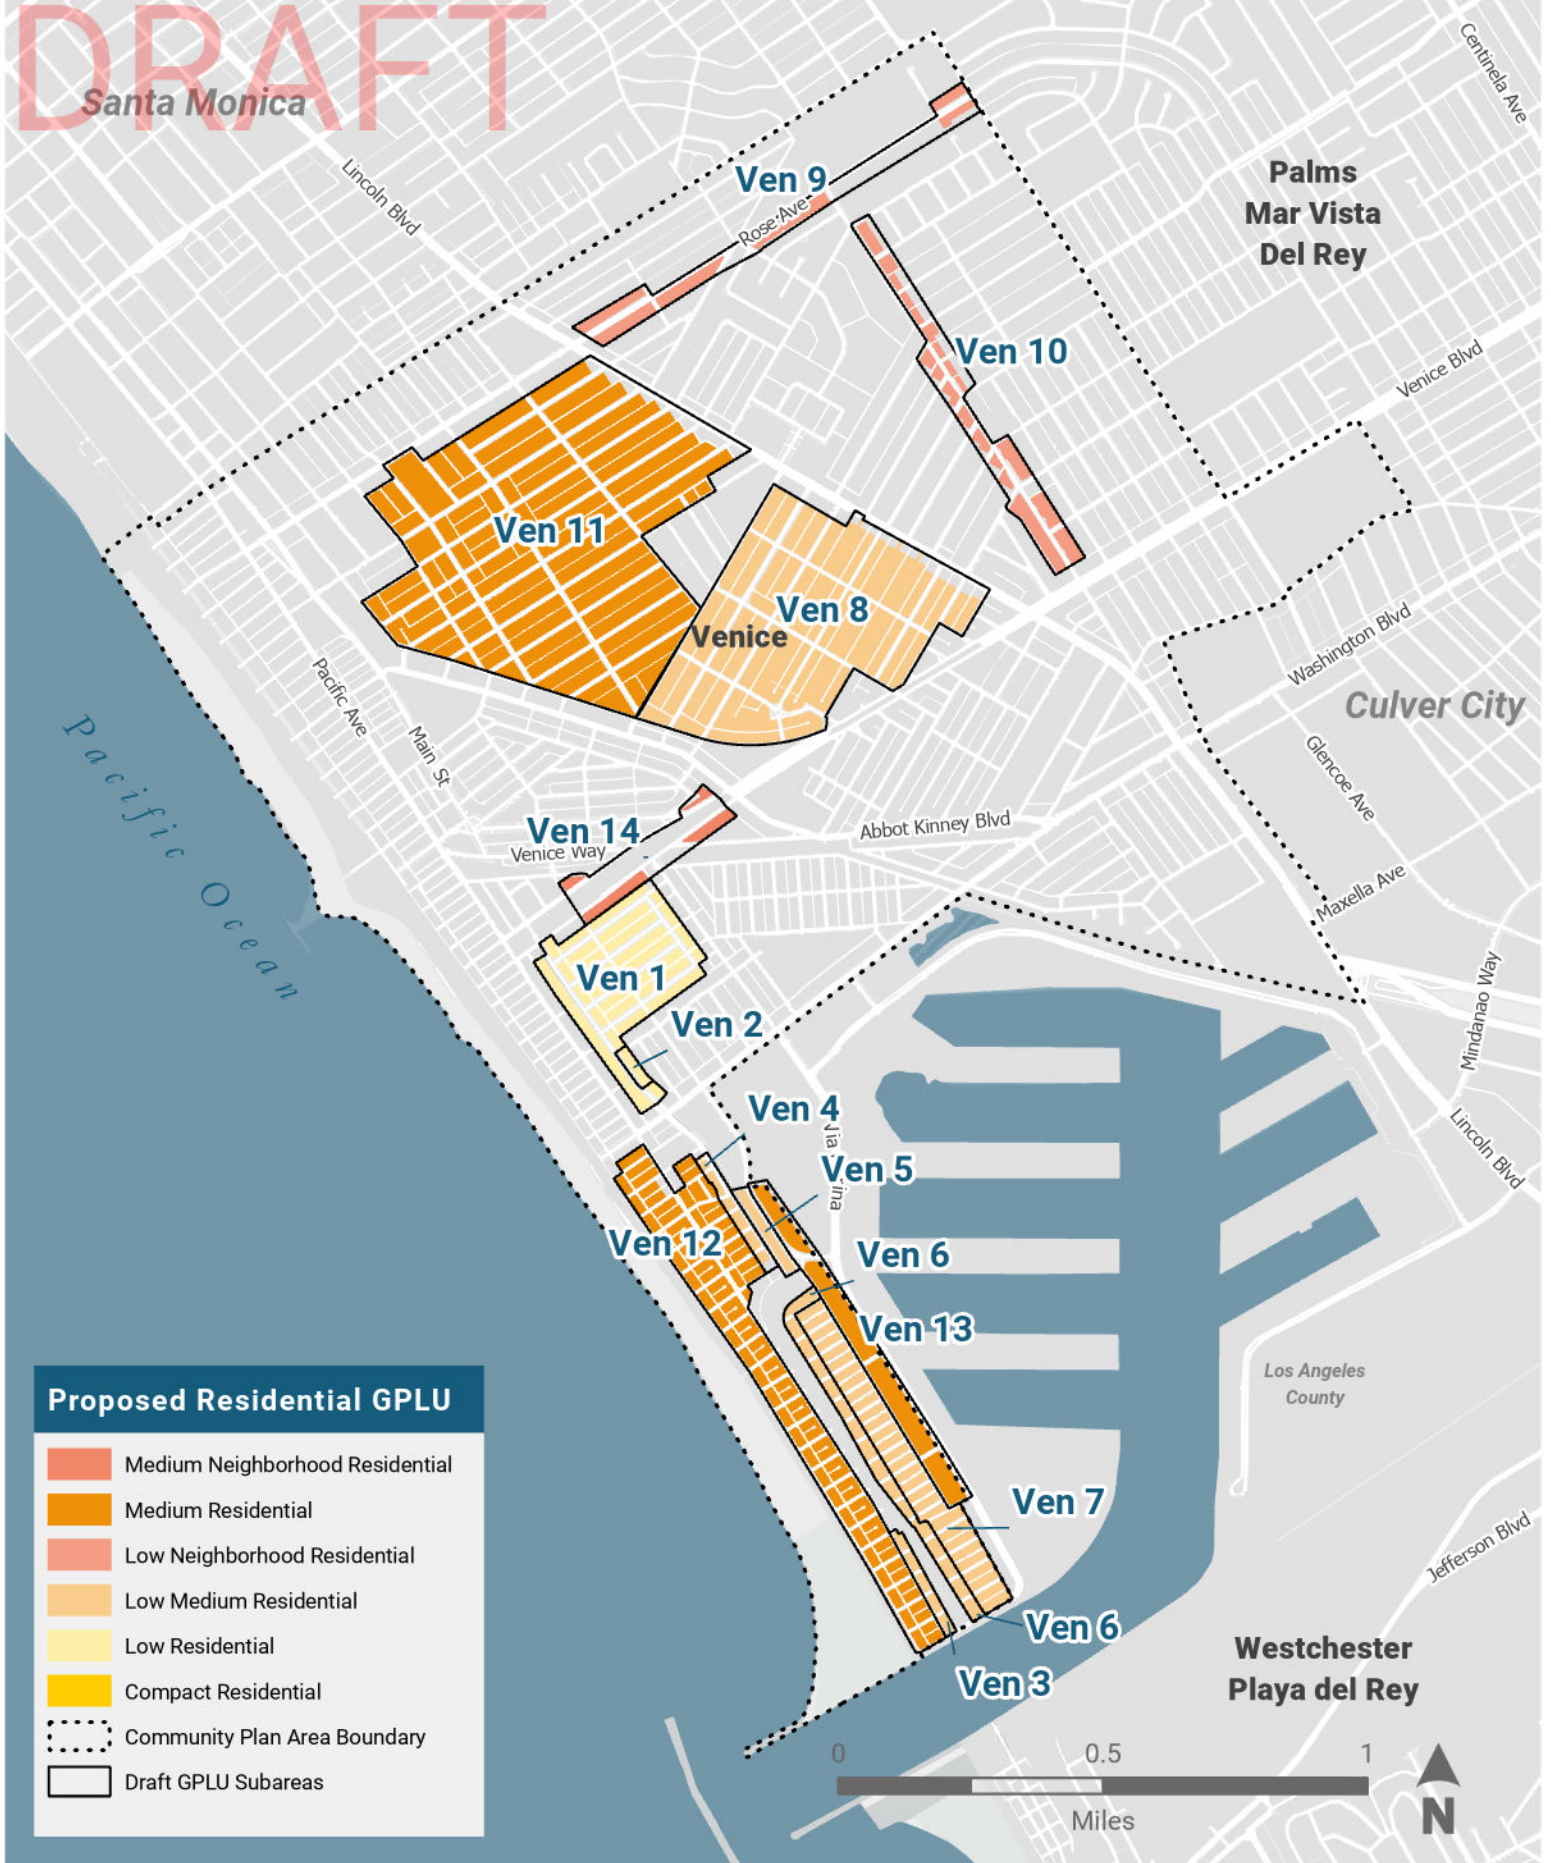 DRAFT
Santa Monica
Centinela Ave
Lincoln Blvd
Palms
Mar Vista
Del Rey
Ven 9
Rose Ave
Ven 10
Venice Blvd
Ven 11
Ven 8
Venice
Washington Blvd
Culver City
Pacific Ave
Main St
Glencoe Ave
Pacific Ocean
Ven 14
Venice Way
Abbot Kinney Blvd
Maxella Ave
Ven 1
Ven 2
Mindanao Way
Ven 4
Lincoln Blvd
Ven 5
Ven 12
Ven 6
Ven 13
Los Angeles
County
Proposed Residential GPLU
Medium Neighborhood Residential
Medium Residential
Low Neighborhood Residential
Low Medium Residential
Low Residential
Compact Residential
Community Plan Area Boundary
Draft GPLU Subareas
Ven 7
Jefferson Blvd
Ven 6
Ven 3
Westchester
Playa del Rey
0 0.5 1
Miles
N